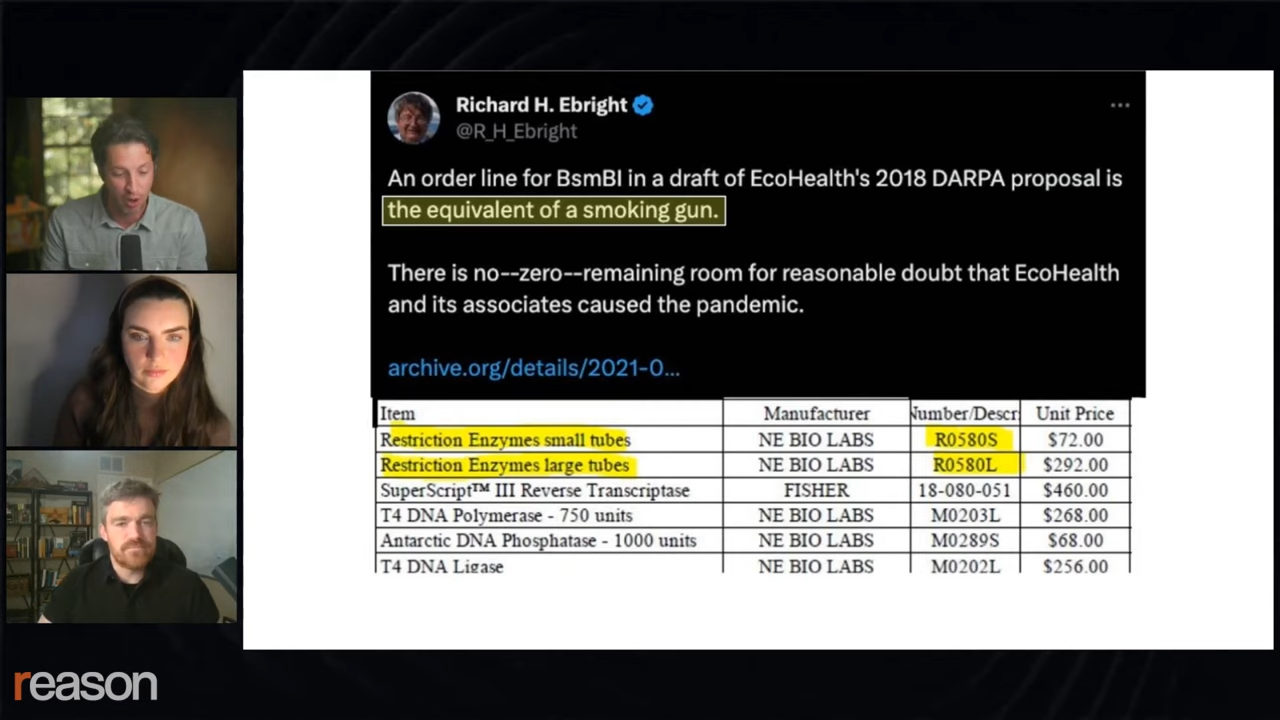 Richard H. Ebright
@R_H_Ebright
An order line for BsmBI in a draft of EcoHealth's 2018 DARPA proposal is
the equivalent of a smoking gun.
There is no--zero--remaining room for reasonable doubt that EcoHealth
and its associates caused the pandemic.
archive.org/details/2021-0...
Item Manufacturer Number/Descr Unit Price
Restriction Enzymes small tubes NE BIO LABS R0580S $72.00
Restriction Enzymes large tubes NE BIO LABS R0580L $292.00
SuperScript™ III Reverse Transcriptase FISHER 18-080-051 $460.00
T4 DNA Polymerase - 750 units NE BIO LABS M0203L $268.00
Antarctic DNA Phosphatase - 1000 units NE BIO LABS M0289S $68.00
T4 DNA Ligase NE BIO LABS M0202L $256.00
reason